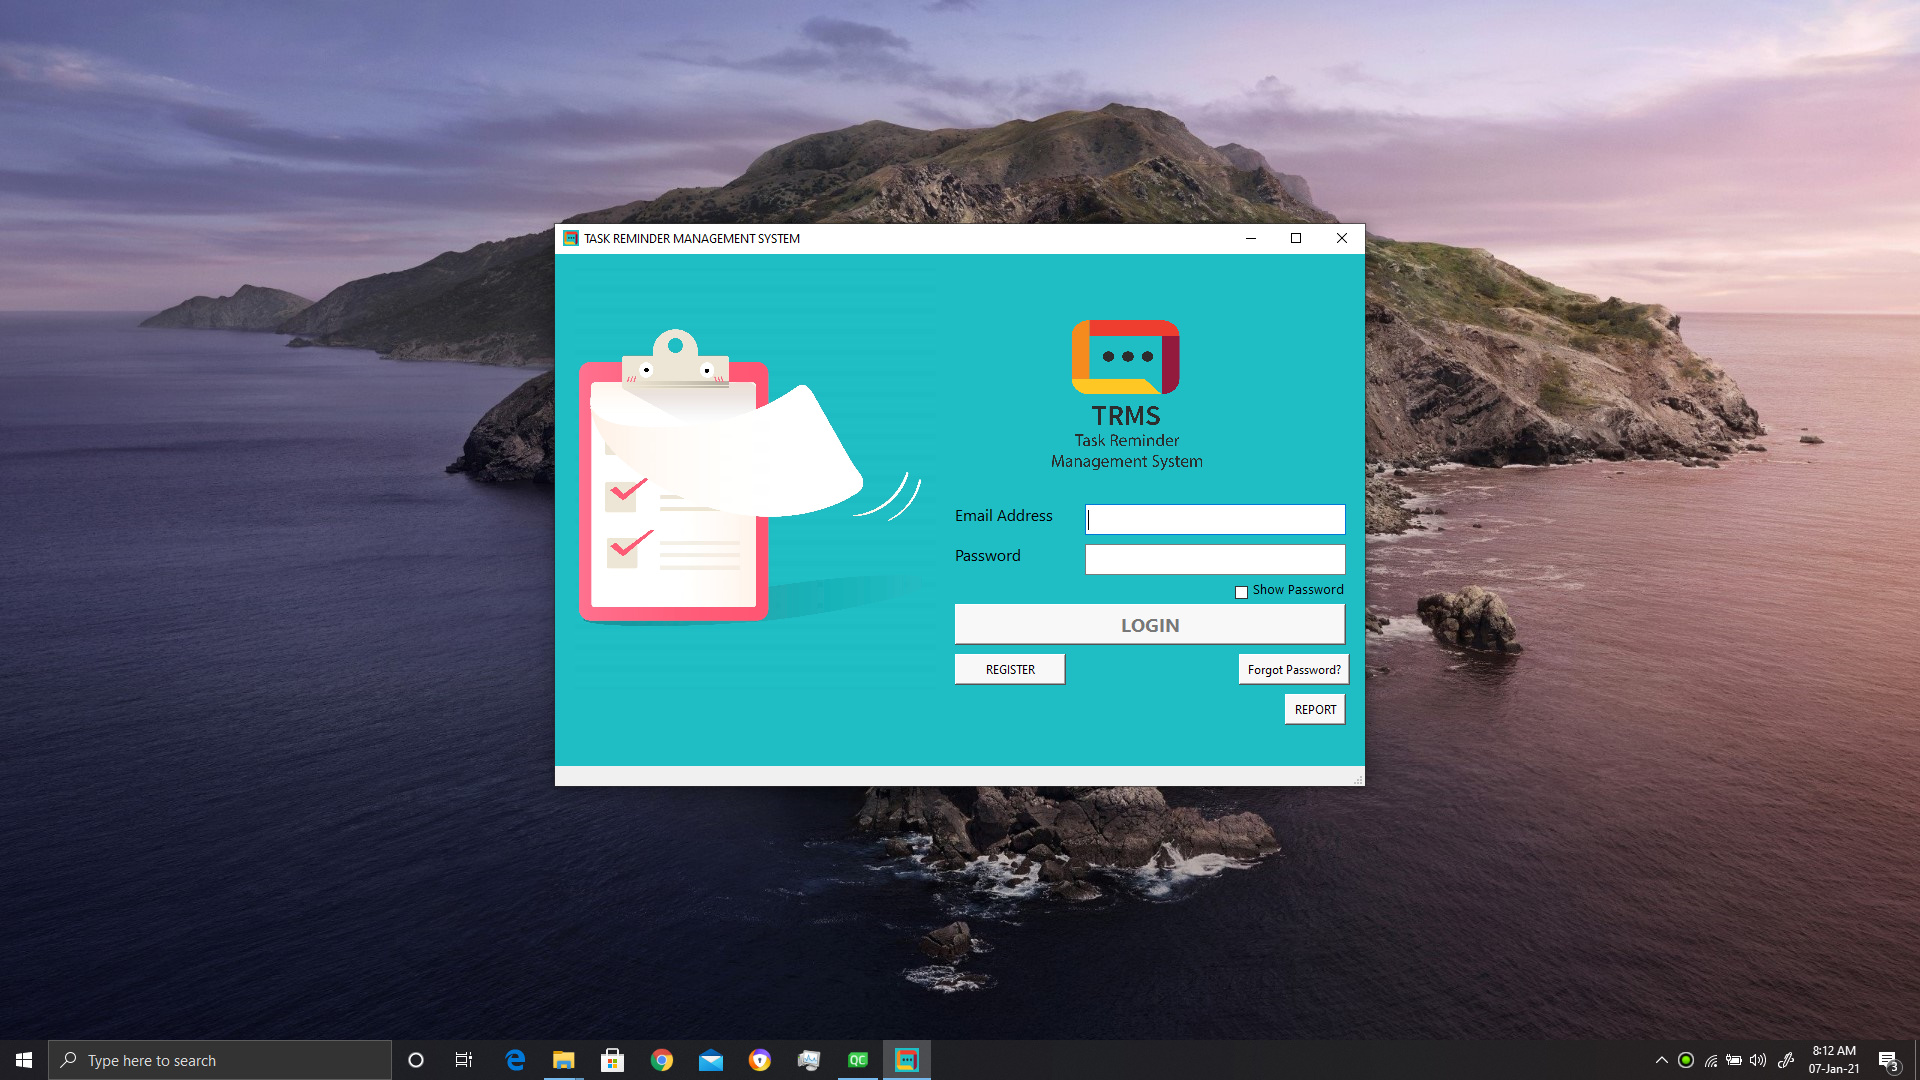 TASK REMINDER MANAGEMENT SYSTEM
TRMS
Task Reminder
Management System
Email Address
Password
Show Password
LOGIN
REGISTER
Forgot Password?
REPORT
Type here to search
QC
8:12 AM
07-Jan-21
3